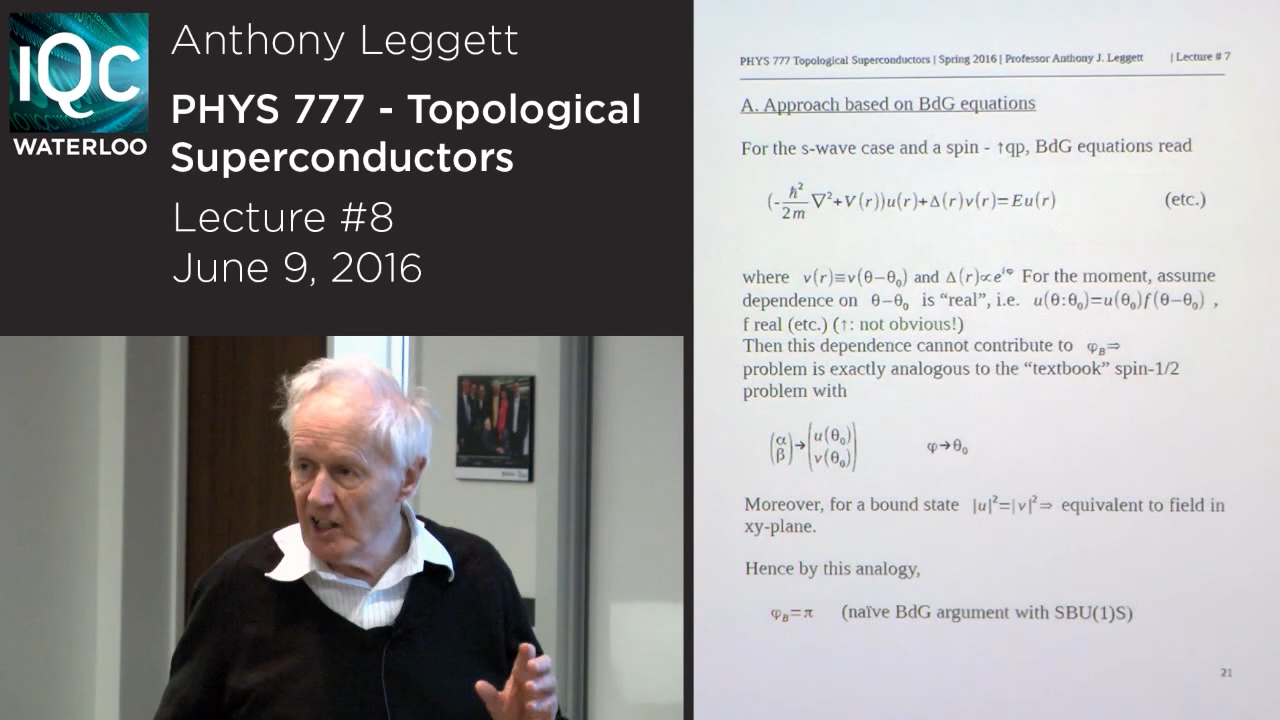 IQC
WATERLOO
Anthony Leggett
PHYS 777 - Topological
Superconductors
Lecture #8
June 9, 2016
PHYS 777 Topological Superconductors | Spring 2016 | Professor Anthony J. Leggett | Lecture # 7
A. Approach based on BdG equations
For the s-wave case and a spin - ↑qp, BdG equations read
(-ħ²/2m ∇²+V(r))u(r)+Δ(r)v(r)=Eu(r) (etc.)
where v(r)≡v(θ−θ₀) and Δ(r)∝e^{iφ} For the moment, assume
dependence on θ−θ₀ is “real”, i.e. u(θ:θ₀)=u(θ₀)f(θ−θ₀) ,
f real (etc.) (↑: not obvious!)
Then this dependence cannot contribute to φ_B⇒
problem is exactly analogous to the “textbook” spin-1/2
problem with
(α β)→(u(θ₀) v(θ₀)) φ→θ₀
Moreover, for a bound state |u|²=|v|²⇒ equivalent to field in
xy-plane.
Hence by this analogy,
φ_B=π (naïve BdG argument with SBU(1)S)
21